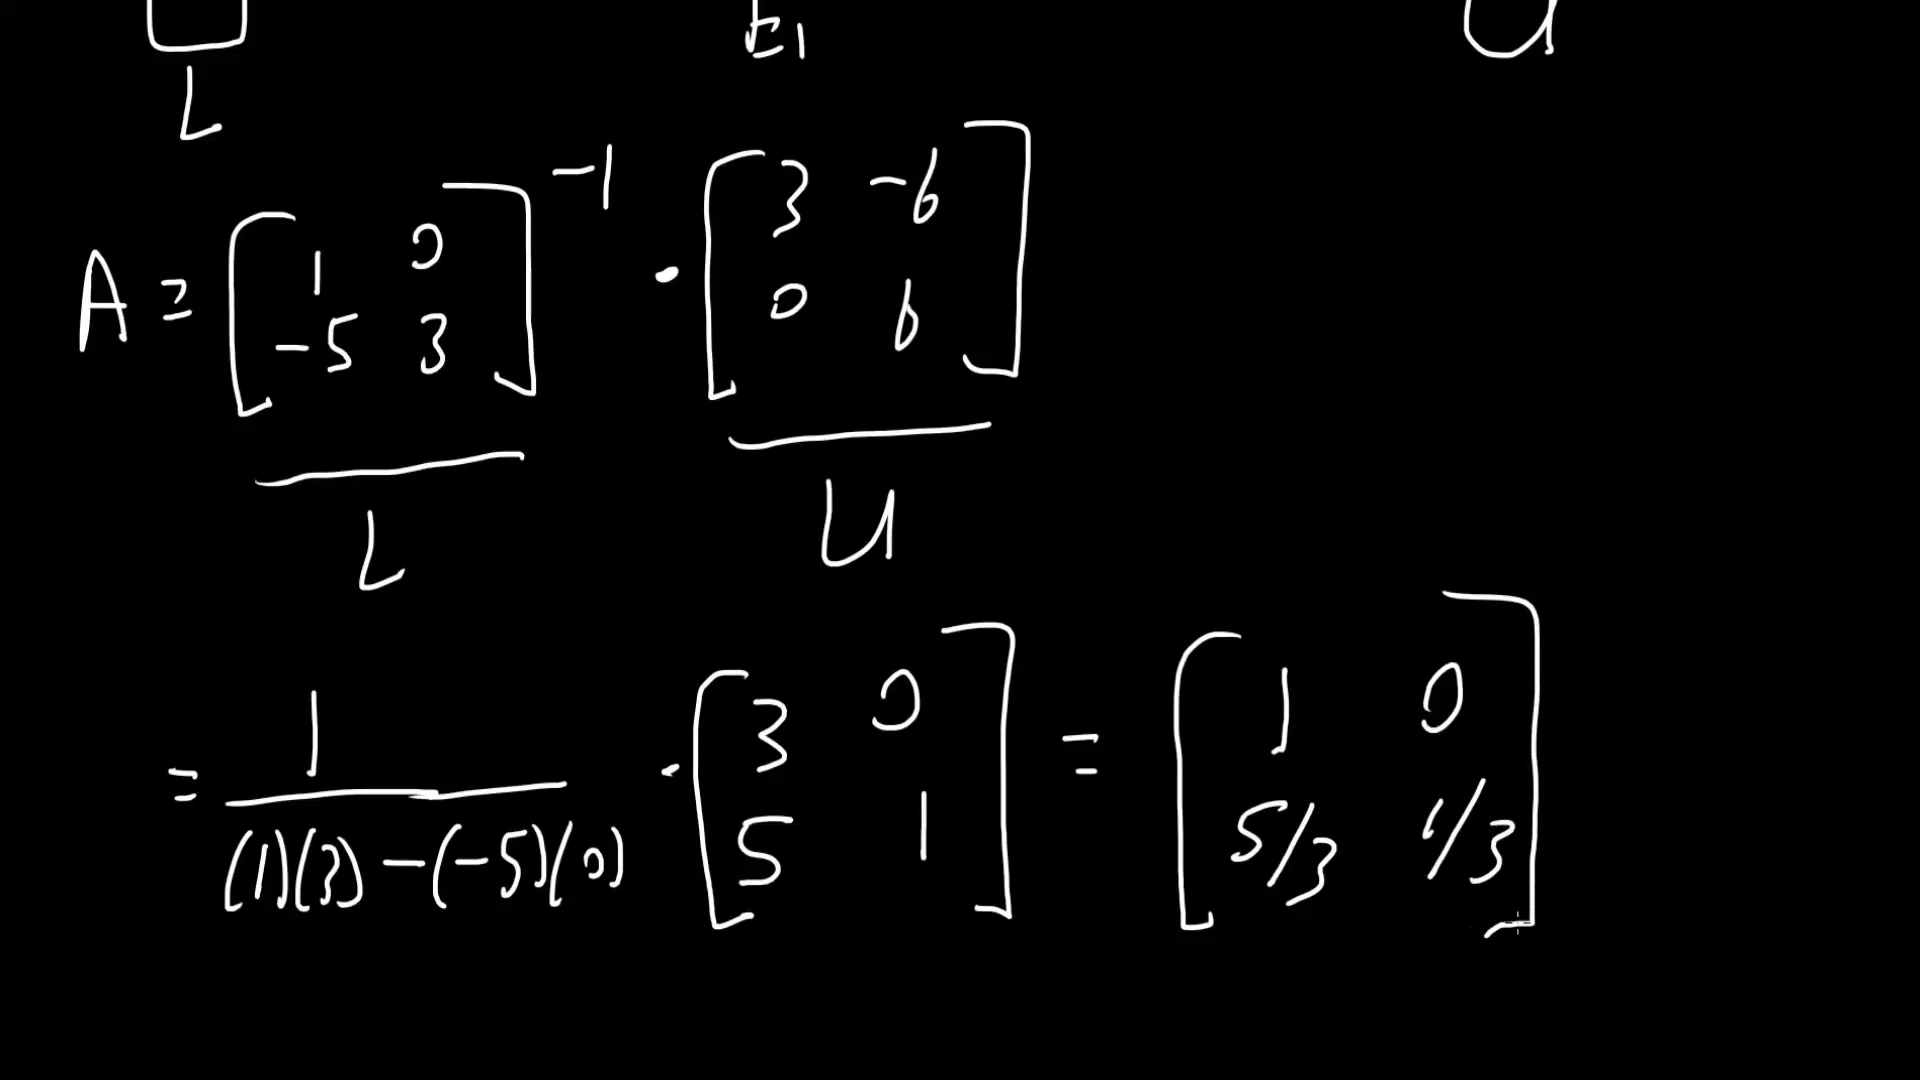 E₁ U
L
A = [1 0; -5 3]⁻¹ · [3 -6; 0 6]
L U
= 1/((1)(3)-(-5)(0)) · [3 0; 5 1] = [1 0; 5/3 1/3]